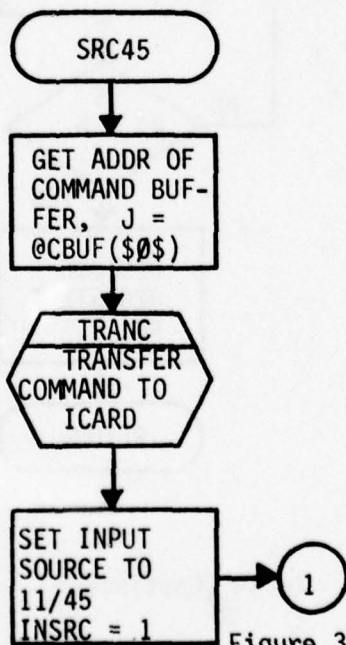 SRC45
GET ADDR OF
COMMAND BUF-
FER, J =
@CBUF($Ø$)
TRANC
TRANSFER
COMMAND TO
ICARD
SET INPUT
SOURCE TO
11/45
INSRC = 1
1
Figure 3